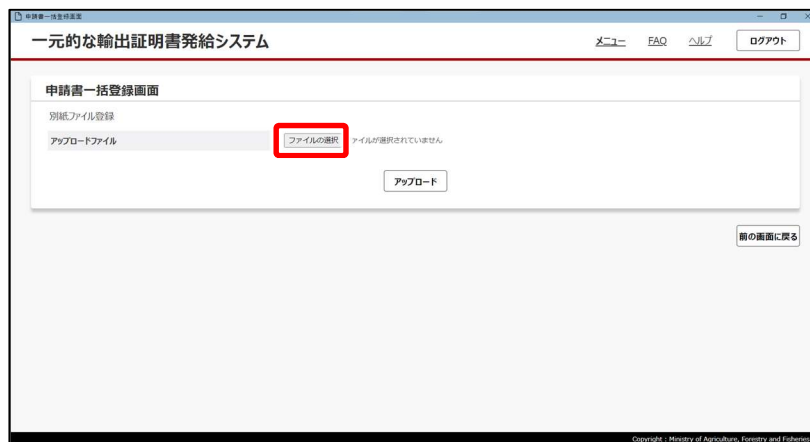 申請書一括登録画面
一元的な輸出証明書発給システム
メニュー FAQ ヘルプ ログアウト
申請書一括登録画面
別紙ファイル登録
アップロードファイル ファイルの選択 ァイルが選択されていません
アップロード
前の画面に戻る
Copyright : Ministry of Agriculture, Forestry and Fisheries